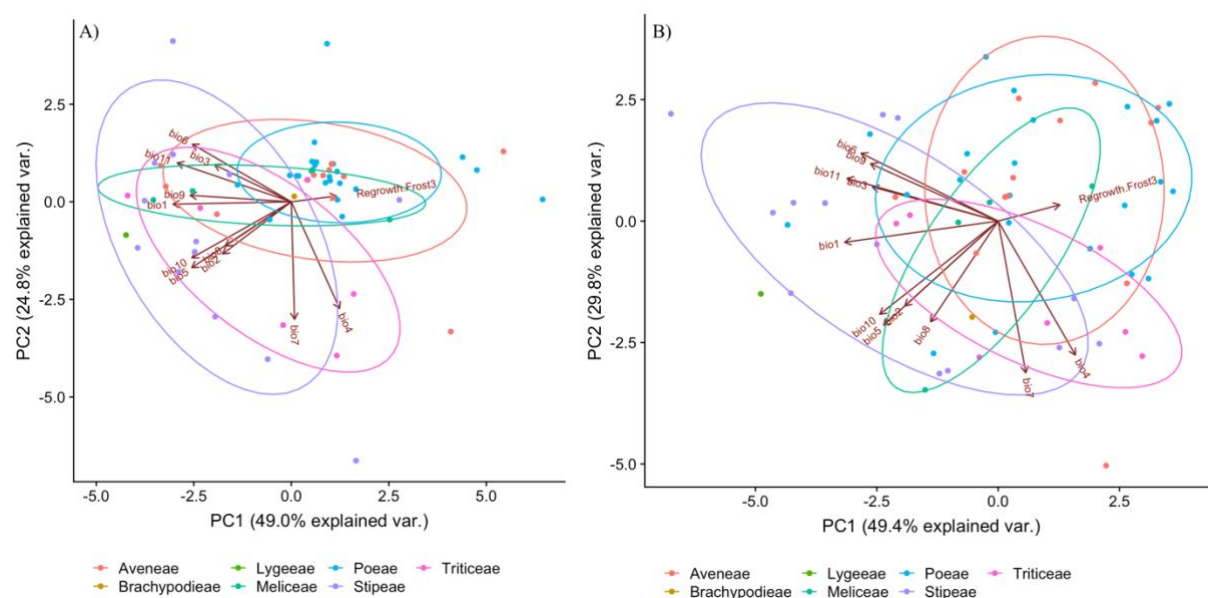 A)
PC2 (24.8% explained var.)
2.5
0.0
-2.5
-5.0
bio6
bio11
bio3
bio9
bio1
Regrowth.Frost3
bio2
bio10
bio5
bio4
bio7
-5.0 -2.5 0.0 2.5 5.0
PC1 (49.0% explained var.)
Aveneae Lygeeae Poeae Triticeae
Brachypodieae Meliceae Stipeae
B)
PC2 (29.8% explained var.)
2.5
0.0
-2.5
-5.0
bio6
bio9
bio11
bio3
Regrowth.Frost3
bio1
bio2
bio10
bio5
bio8
bio4
bio7
-5.0 -2.5 0.0 2.5
PC1 (49.4% explained var.)
Aveneae Lygeeae Poeae Triticeae
Brachypodieae Meliceae Stipeae